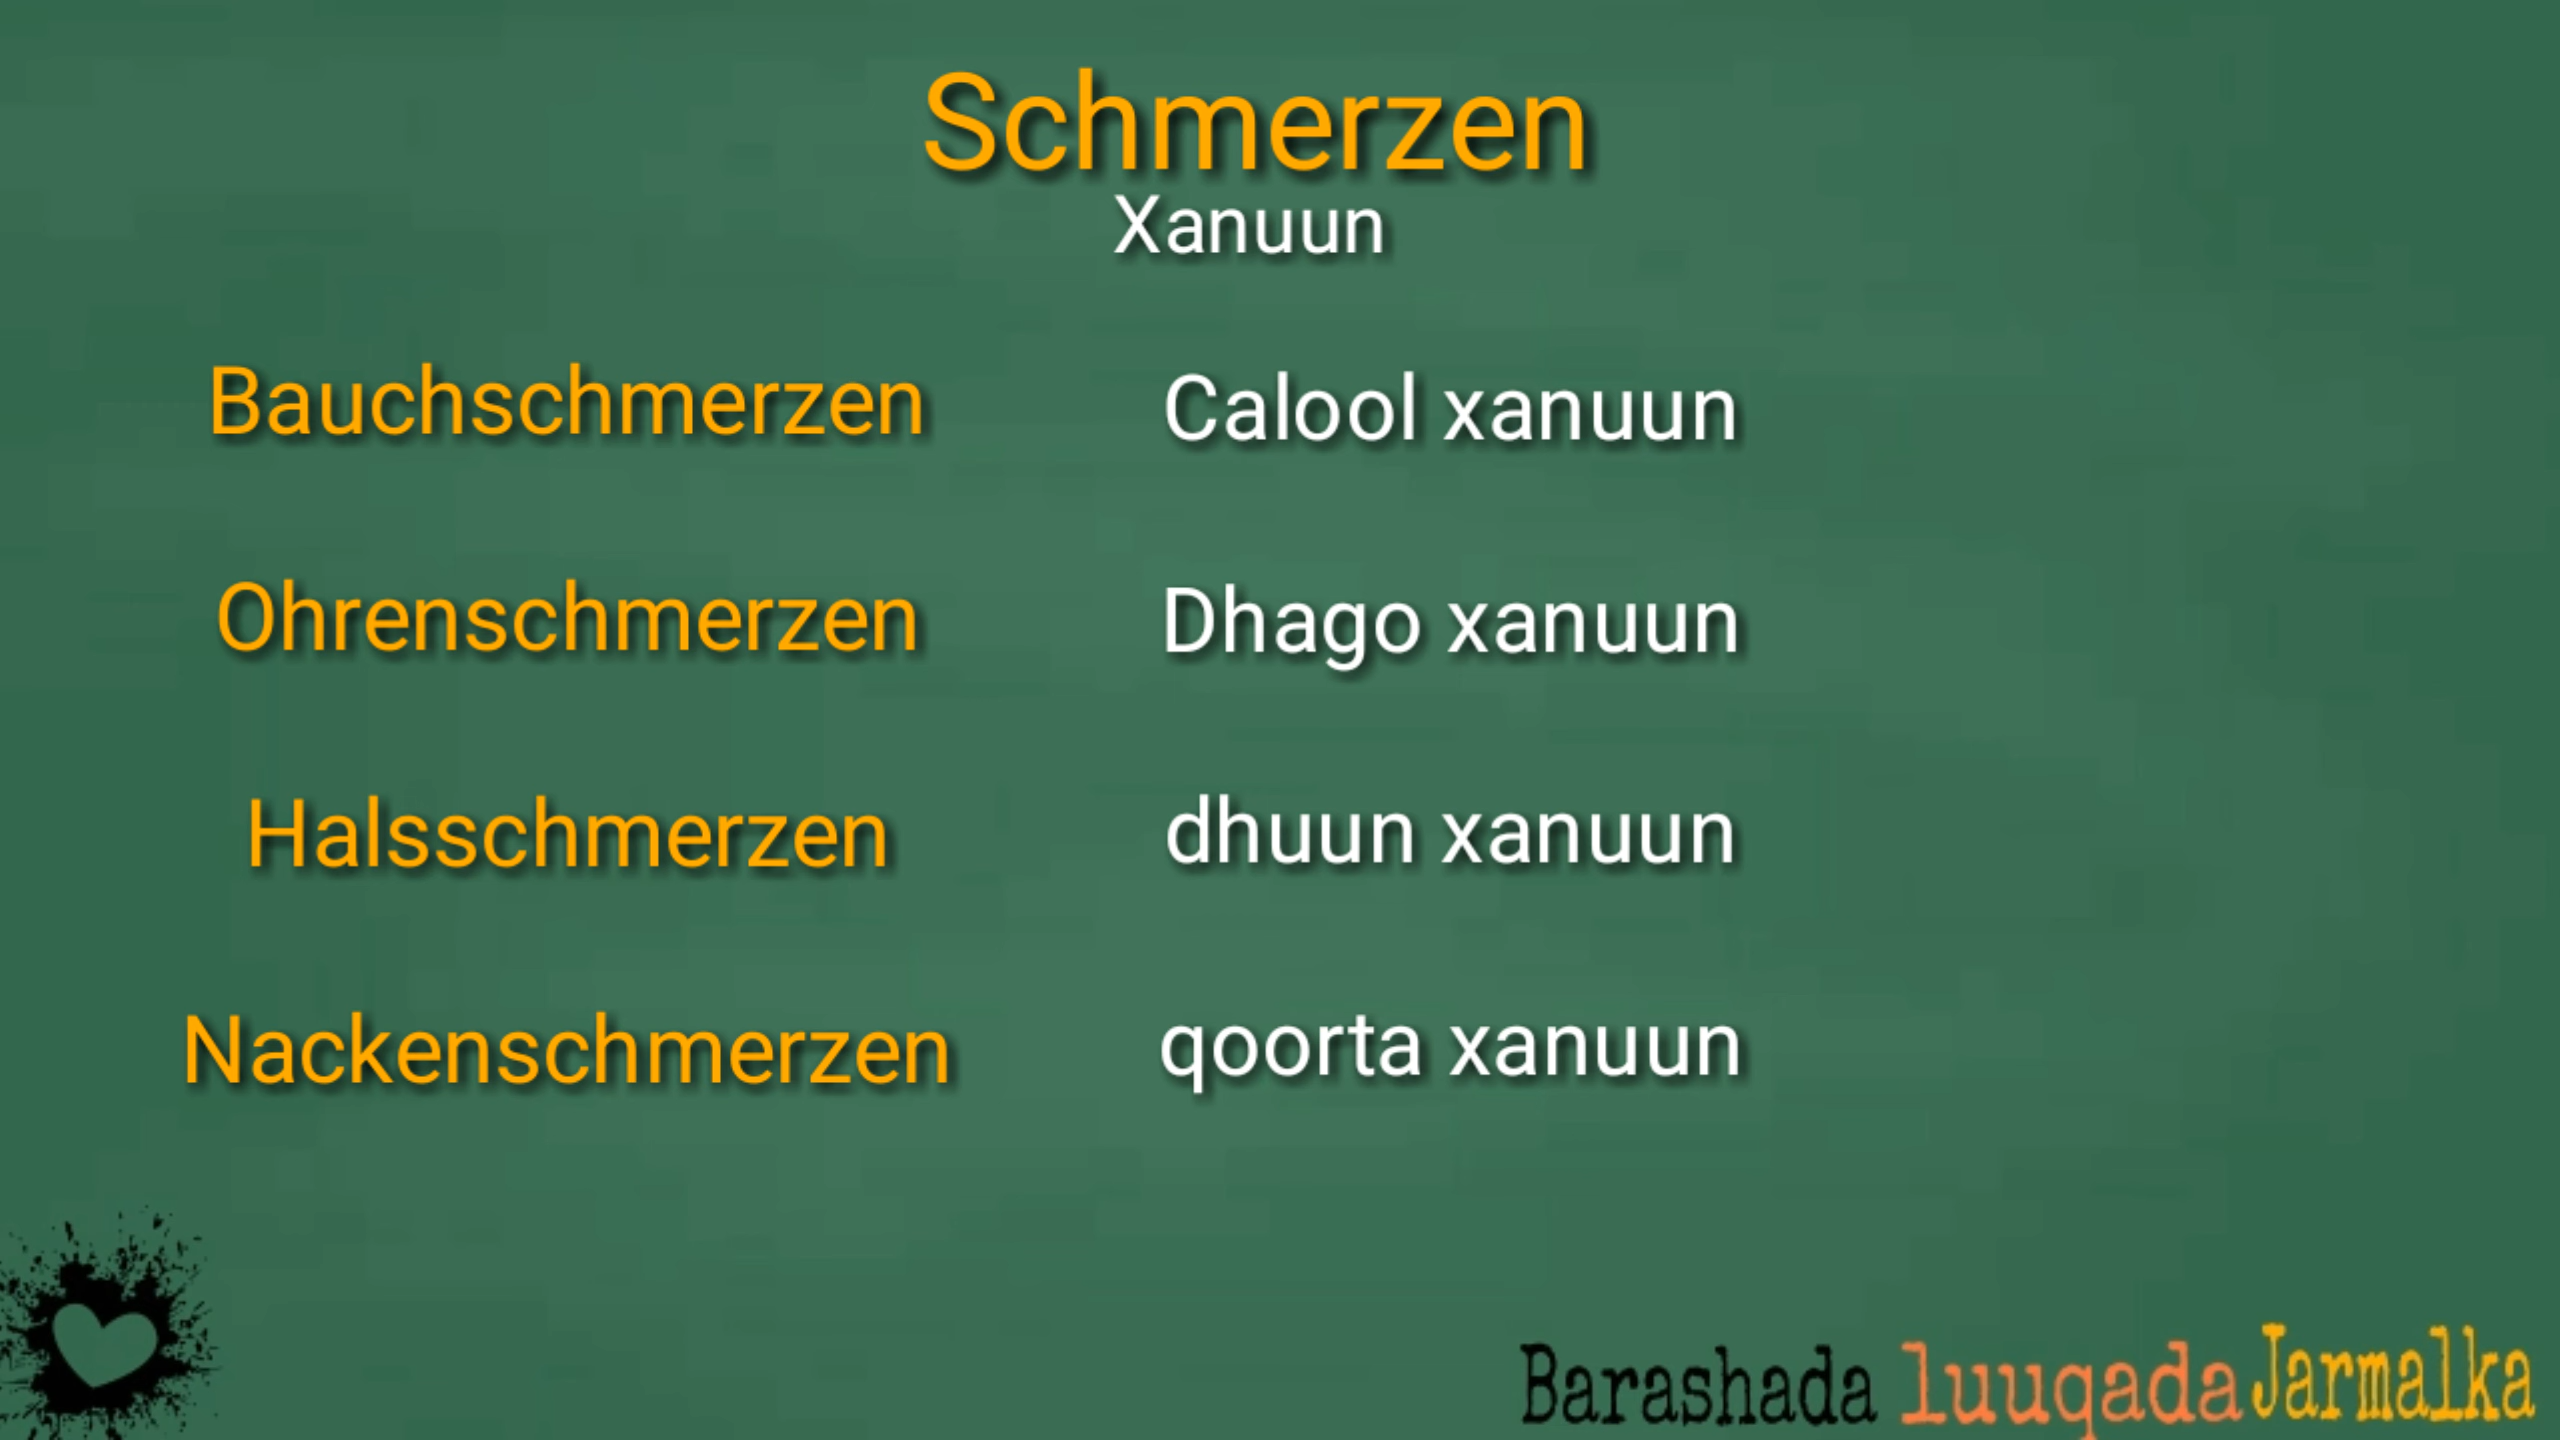 Schmerzen
Xanuun
Bauchschmerzen Calool xanuun
Ohrenschmerzen Dhago xanuun
Halsschmerzen dhuun xanuun
Nackenschmerzen qoorta xanuun
Barashada luuqada Jarmalka